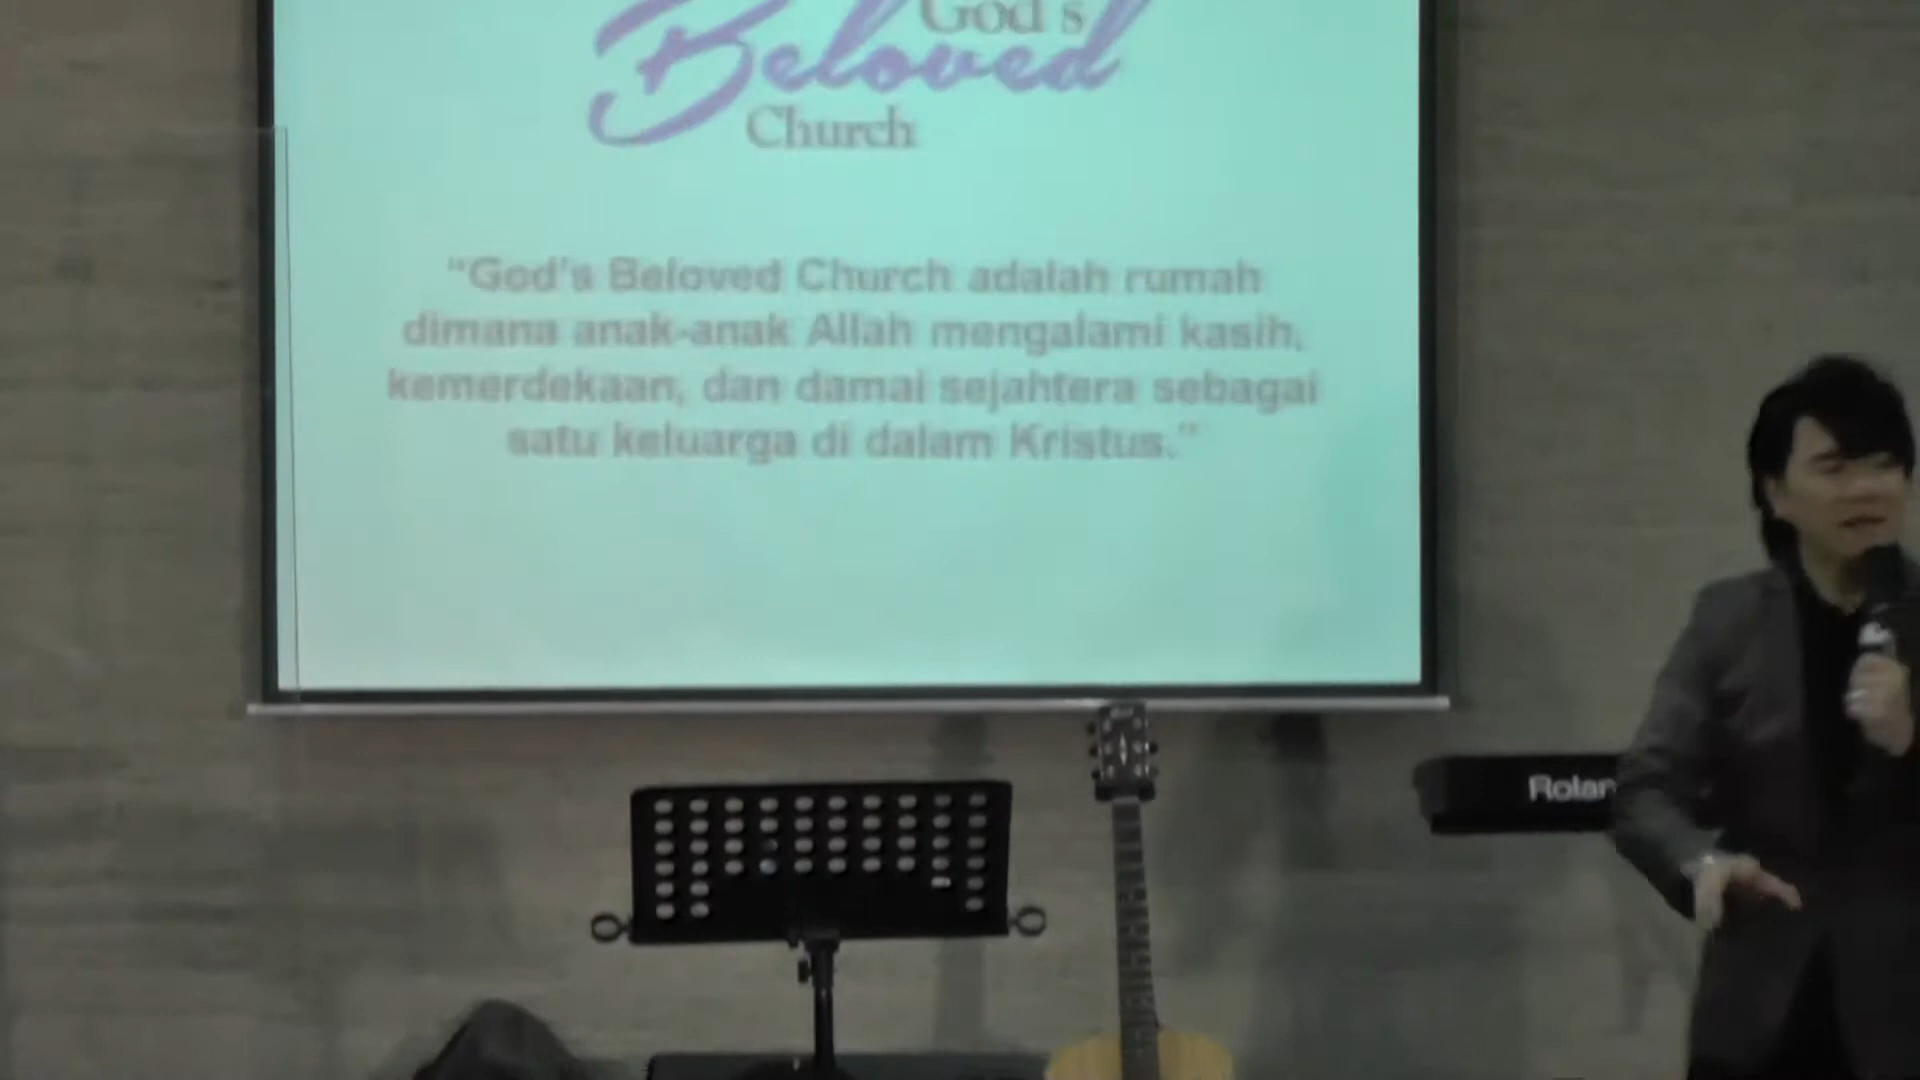 God's
Beloved
Church
“God's Beloved Church adalah rumah
dimana anak-anak Allah mengalami kasih,
kemerdekaan, dan damai sejahtera sebagai
satu keluarga di dalam Kristus.”
Rolan